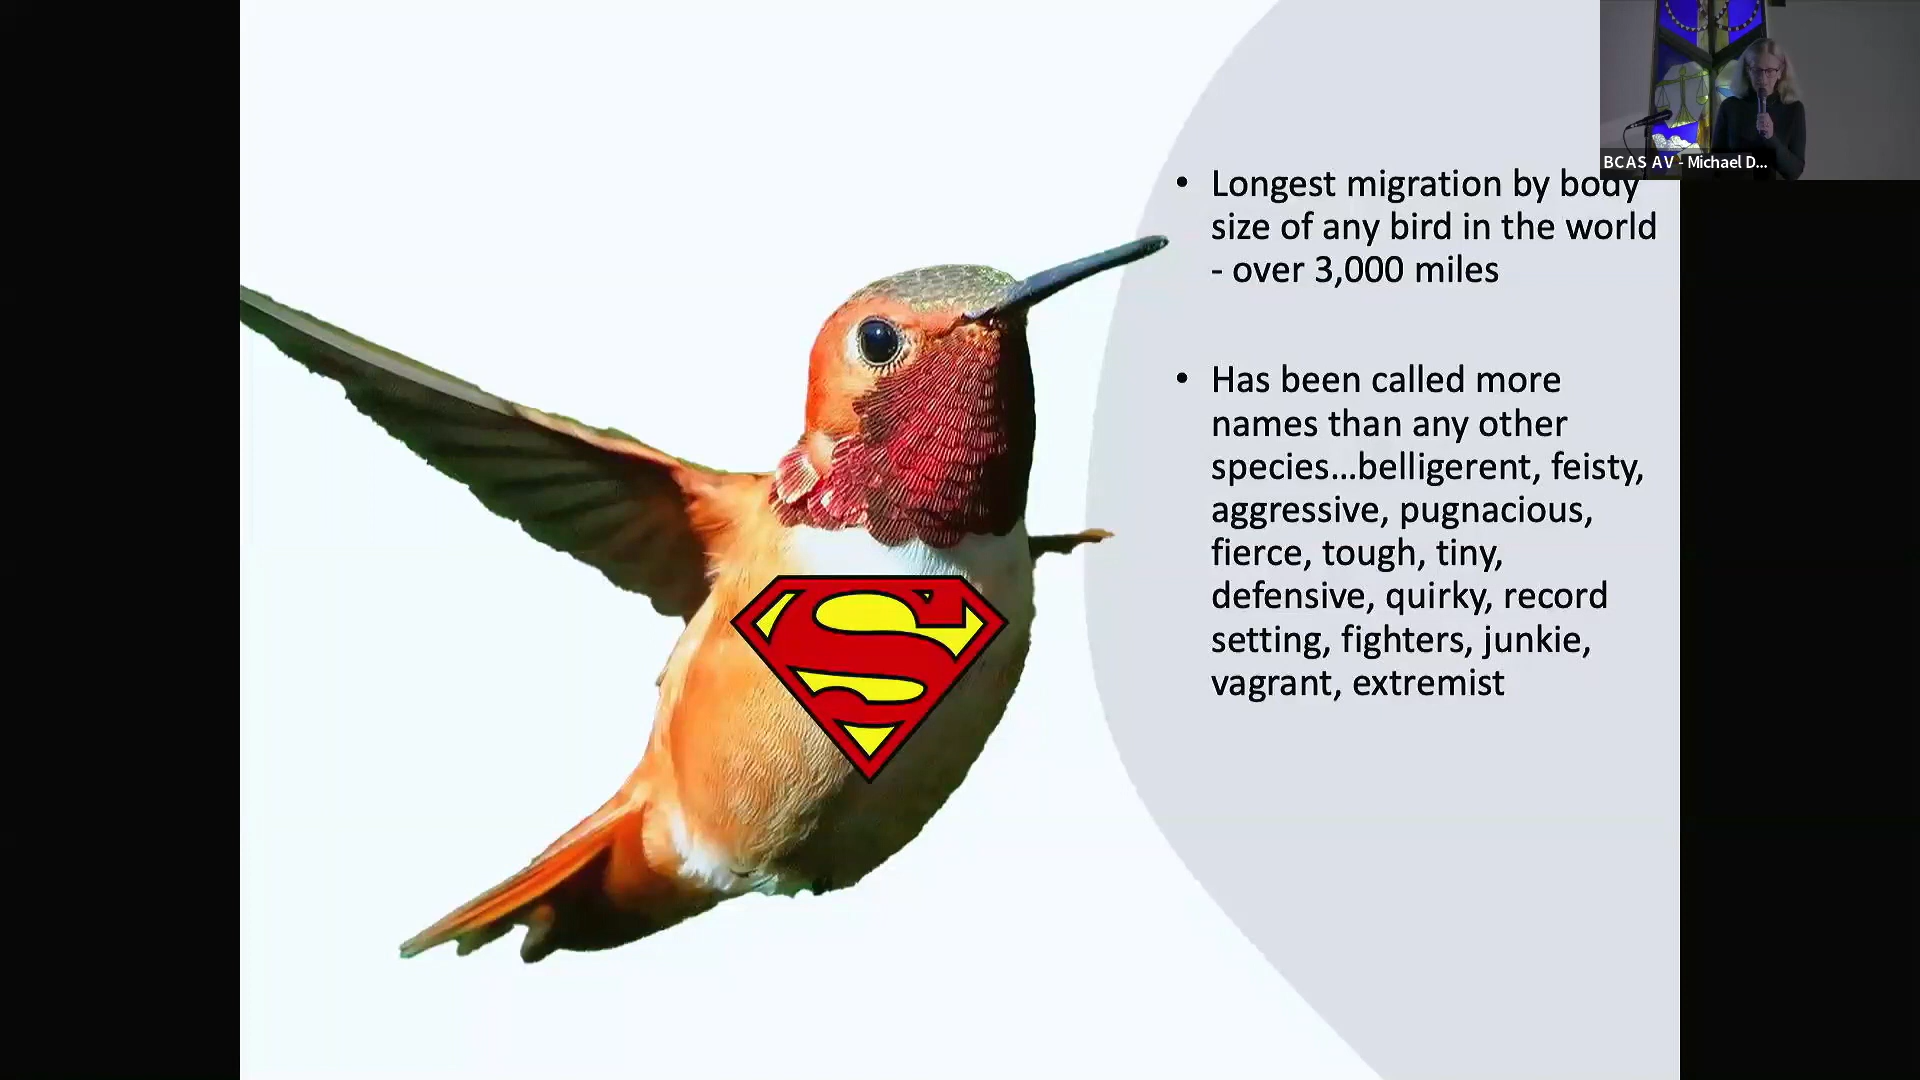 BCAS AV - Michael D...
• Longest migration by body
size of any bird in the world
- over 3,000 miles
• Has been called more
names than any other
species...belligerent, feisty,
aggressive, pugnacious,
fierce, tough, tiny,
defensive, quirky, record
setting, fighters, junkie,
vagrant, extremist
S